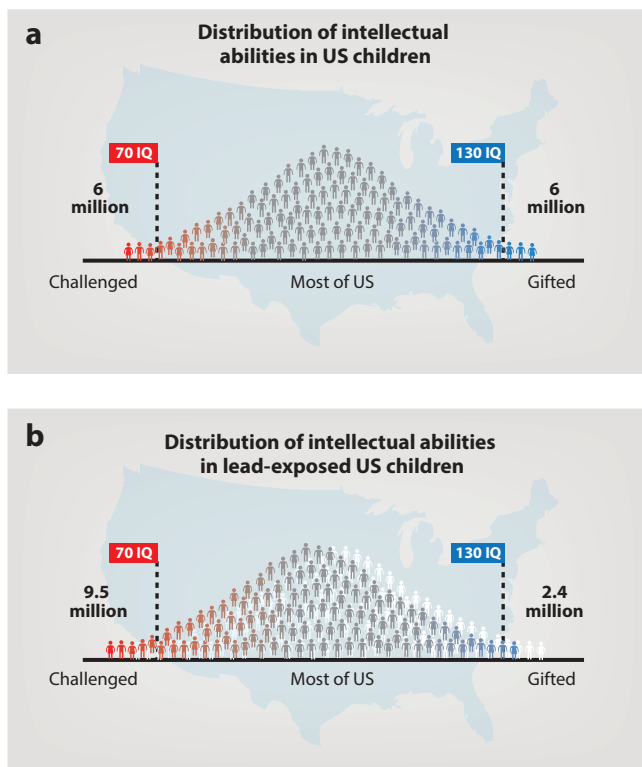 a
Distribution of intellectual
abilities in US children
70 IQ
130 IQ
6
million
6
million
Challenged
Most of US
Gifted
b
Distribution of intellectual abilities
in lead-exposed US children
70 IQ
130 IQ
9.5
million
2.4
million
Challenged
Most of US
Gifted